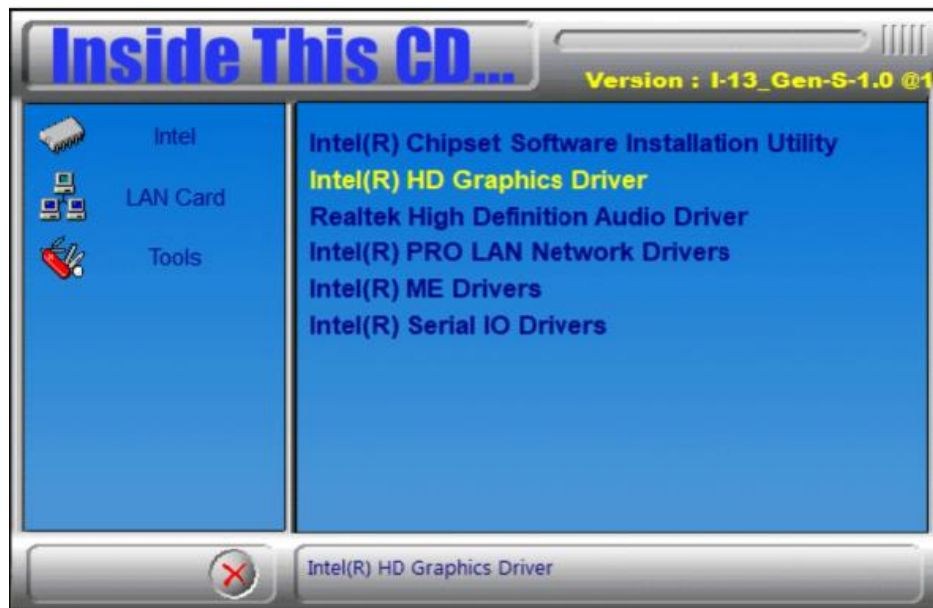 Inside This CD...
Version : I-13_Gen-S-1.0 @1
Intel
LAN Card
Tools
Intel(R) Chipset Software Installation Utility
Intel(R) HD Graphics Driver
Realtek High Definition Audio Driver
Intel(R) PRO LAN Network Drivers
Intel(R) ME Drivers
Intel(R) Serial IO Drivers
Intel(R) HD Graphics Driver